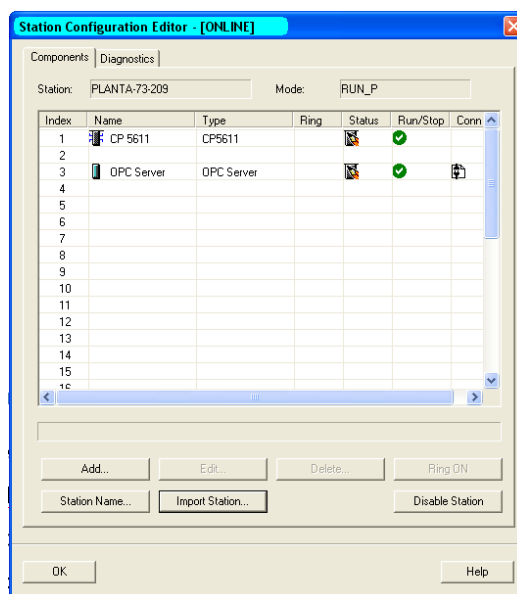 Station Configuration Editor - [ONLINE]
Components Diagnostics
Station: PLANTA-73-209 Mode: RUN_P
Index Name Type Ring Status Run/Stop Conn
1 CP 5611 CP5611
2
3 OPC Server OPC Server
4
5
6
7
8
9
10
11
12
13
14
15
16
Add... Edit... Delete... Ring ON
Station Name... Import Station... Disable Station
OK Help